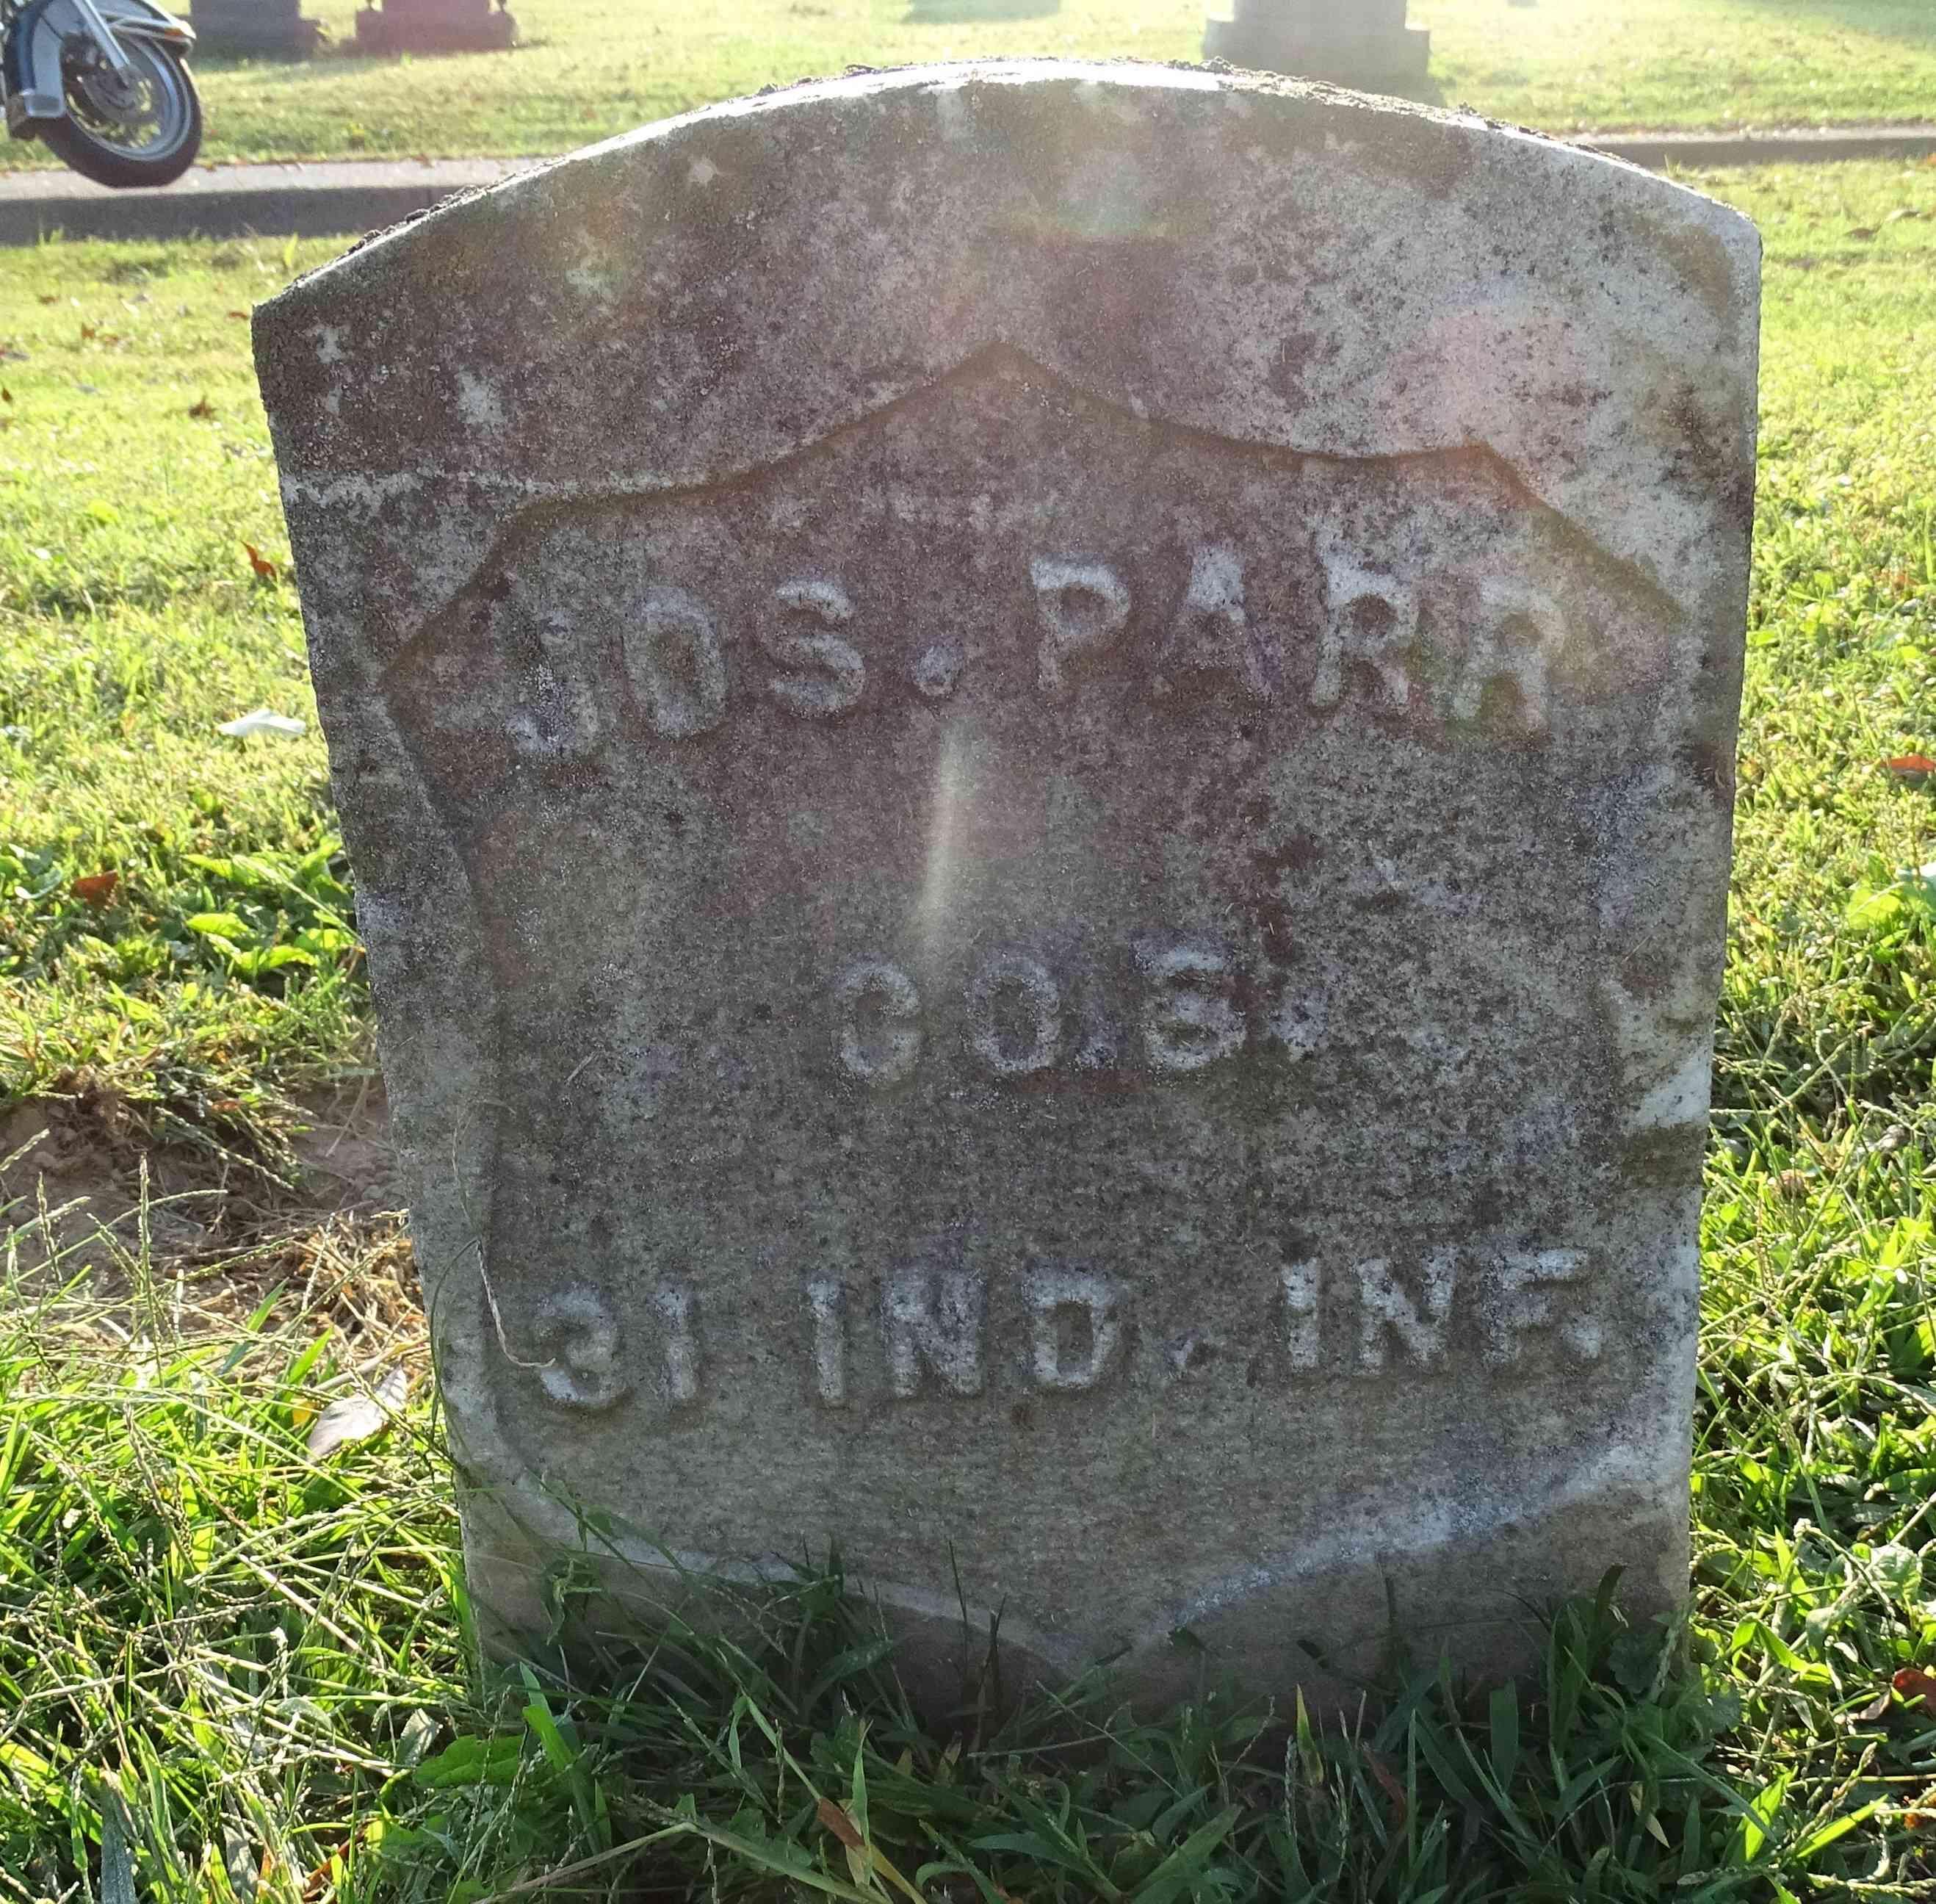 JOS. PARR
CO. B.
31 IND. INF.